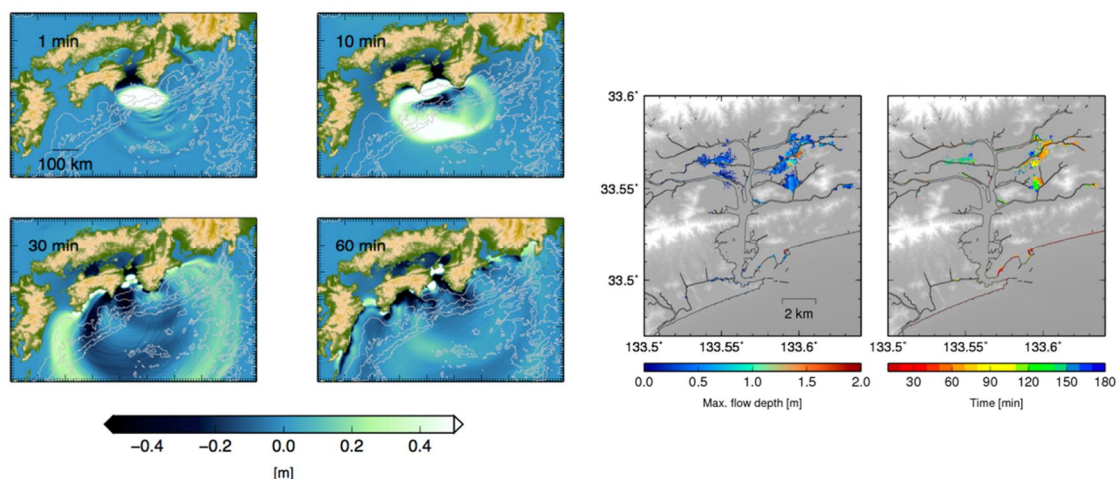 1 min
10 min
100 km
30 min
60 min
−0.4 −0.2 0.0 0.2 0.4
[m]
33.6˚
33.55˚
33.5˚
2 km
133.5˚ 133.55˚ 133.6˚
133.5˚ 133.55˚ 133.6˚
0.0 0.5 1.0 1.5 2.0
Max. flow depth [m]
30 60 90 120 150 180
Time [min]